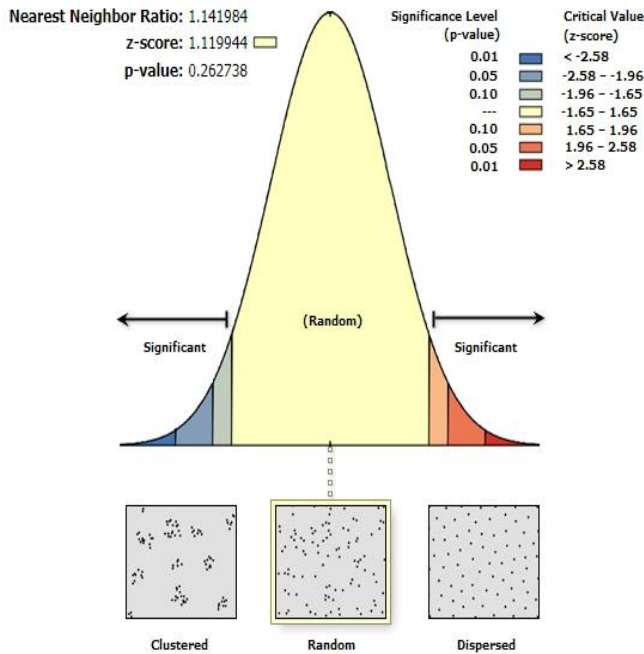 Nearest Neighbor Ratio: 1.141984
z-score: 1.119944
p-value: 0.262738
Significance Level (p-value)
Critical Value (z-score)
0.01 < -2.58
0.05 -2.58 – -1.96
0.10 -1.96 – -1.65
--- -1.65 – 1.65
0.10 1.65 – 1.96
0.05 1.96 – 2.58
0.01 > 2.58
Significant
(Random)
Significant
Clustered
Random
Dispersed